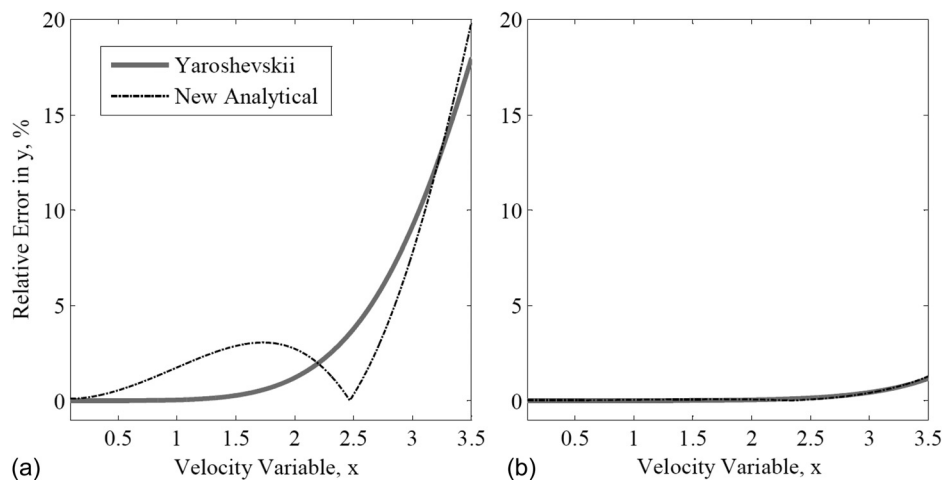 20
15
10
5
0
Relative Error in y, %
Yaroshevskii
New Analytical
0.5 1 1.5 2 2.5 3 3.5
(a) Velocity Variable, x
20
15
10
5
0
0.5 1 1.5 2 2.5 3 3.5
(b) Velocity Variable, x